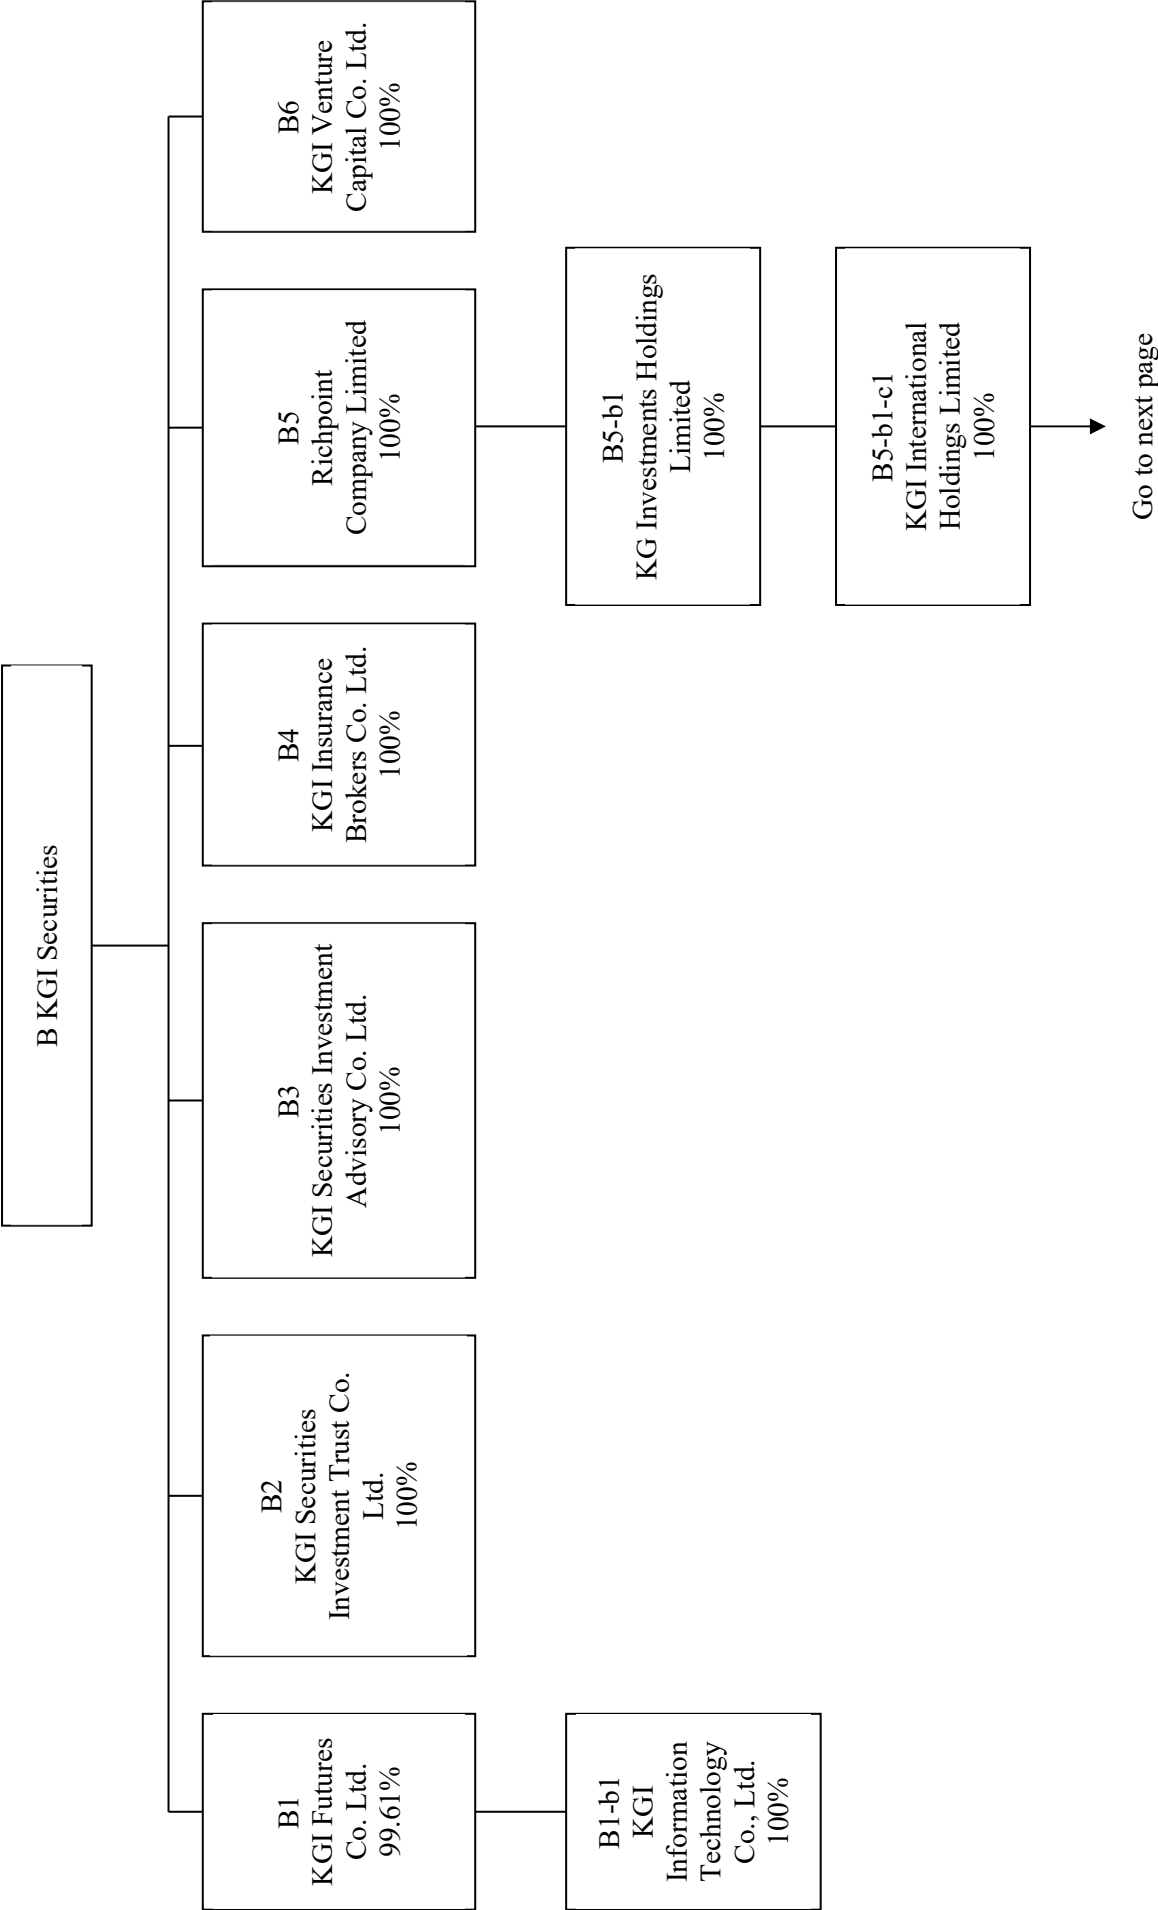 B KGI Securities
B1
KGI Futures
Co. Ltd.
99.61%
B2
KGI Securities
Investment Trust Co.
Ltd.
100%
B3
KGI Securities Investment
Advisory Co. Ltd.
100%
B4
KGI Insurance
Brokers Co. Ltd.
100%
B5
Richpoint
Company Limited
100%
B6
KGI Venture
Capital Co. Ltd.
100%
B1-b1
KGI
Information
Technology
Co., Ltd.
100%
B5-b1
KG Investments Holdings
Limited
100%
B5-b1-c1
KGI International
Holdings Limited
100%
Go to next page